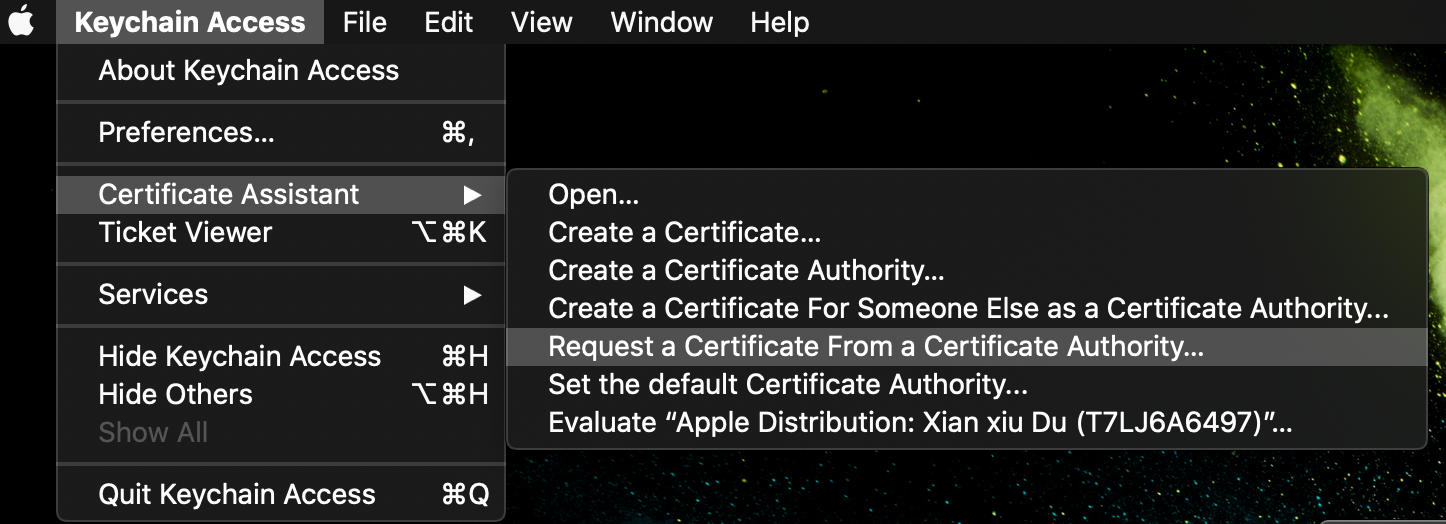 Keychain Access File Edit View Window Help
About Keychain Access
Preferences... ⌘,
Certificate Assistant ▶
Ticket Viewer ⌥⌘K
Services ▶
Hide Keychain Access ⌘H
Hide Others ⌥⌘H
Show All
Quit Keychain Access ⌘Q
Open...
Create a Certificate...
Create a Certificate Authority...
Create a Certificate For Someone Else as a Certificate Authority...
Request a Certificate From a Certificate Authority...
Set the default Certificate Authority...
Evaluate “Apple Distribution: Xian xiu Du (T7LJ6A6497)”...